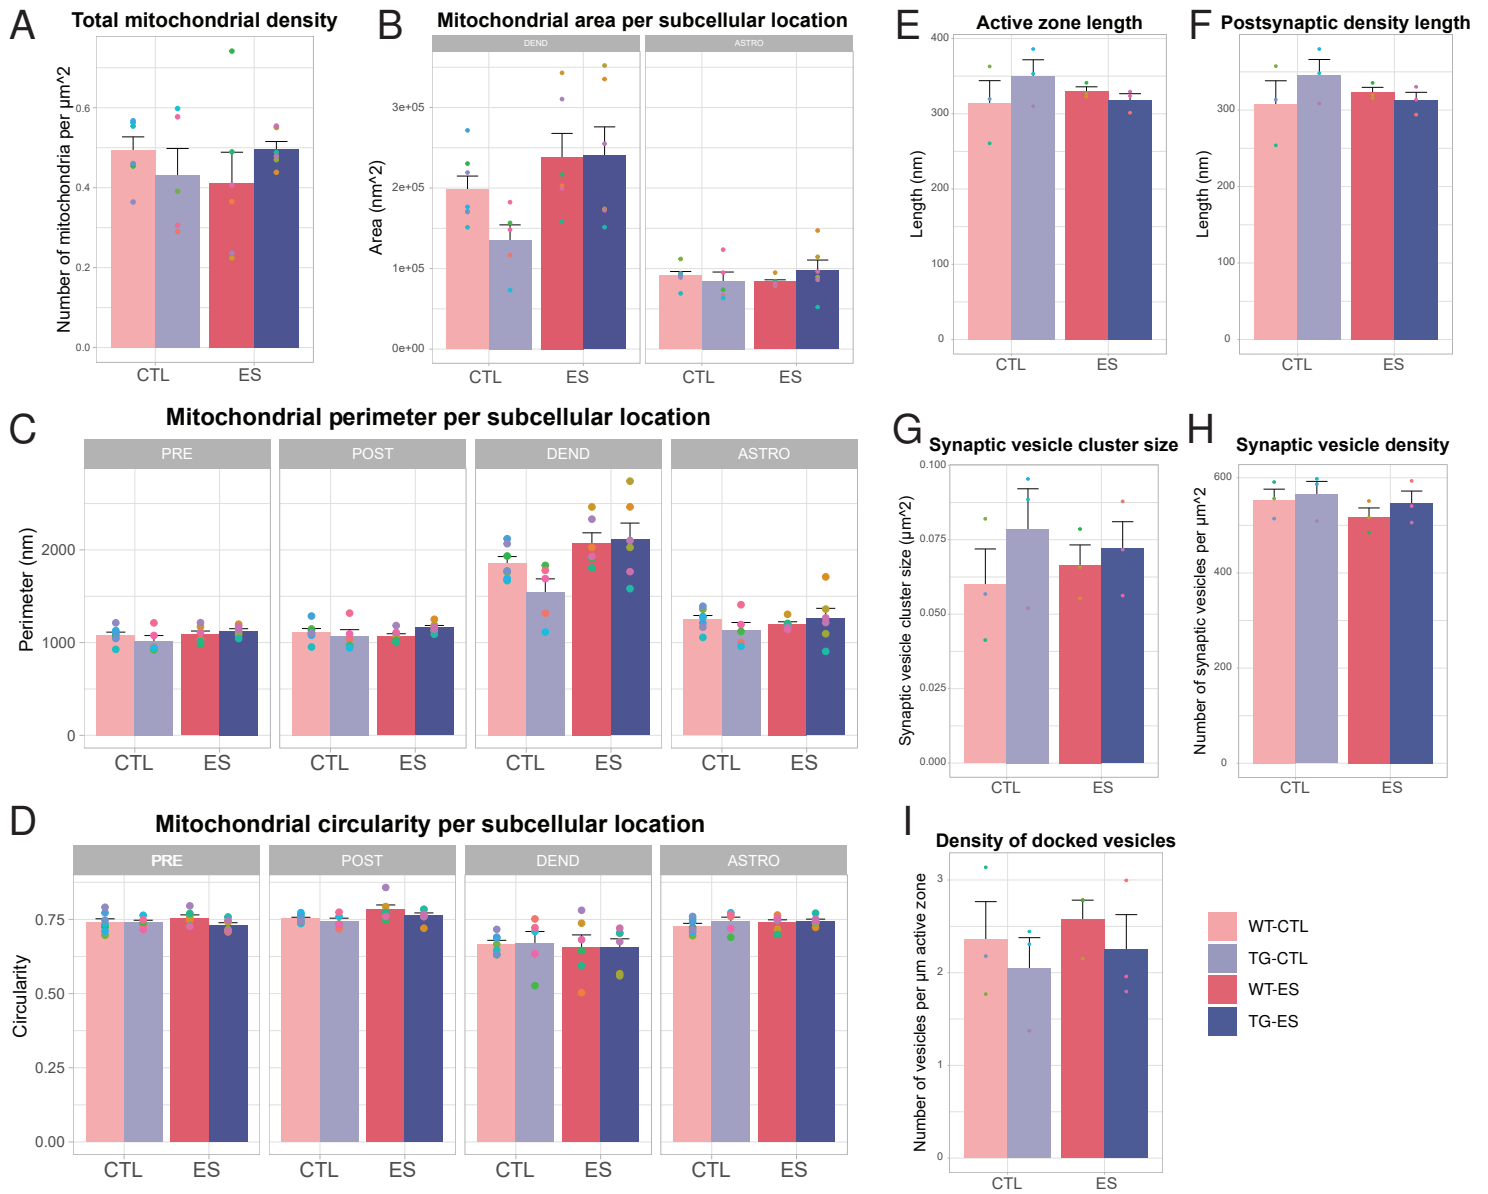 A
Total mitochondrial density
Number of mitochondria per µm^2
0.6
0.4
0.2
0.0
CTL
ES
B
Mitochondrial area per subcellular location
DEND
ASTRO
Area (nm^2)
3e+05
2e+05
1e+05
0e+00
CTL
ES
CTL
ES
C
Mitochondrial perimeter per subcellular location
PRE
POST
DEND
ASTRO
Perimeter (nm)
2000
1000
0
CTL
ES
CTL
ES
CTL
ES
CTL
ES
D
Mitochondrial circularity per subcellular location
PRE
POST
DEND
ASTRO
Circularity
0.75
0.50
0.25
0.00
CTL
ES
CTL
ES
CTL
ES
CTL
ES
E
Active zone length
Length (nm)
400
300
200
100
0
CTL
ES
F
Postsynaptic density length
Length (nm)
300
200
100
0
CTL
ES
G
Synaptic vesicle cluster size
Synaptic vesicle cluster size (µm^2)
0.100
0.075
0.050
0.025
0.000
CTL
ES
H
Synaptic vesicle density
Number of synaptic vesicles per µm^2
600
400
200
0
CTL
ES
I
Density of docked vesicles
Number of vesicles per µm active zone
3
2
1
0
CTL
ES
WT-CTL
TG-CTL
WT-ES
TG-ES